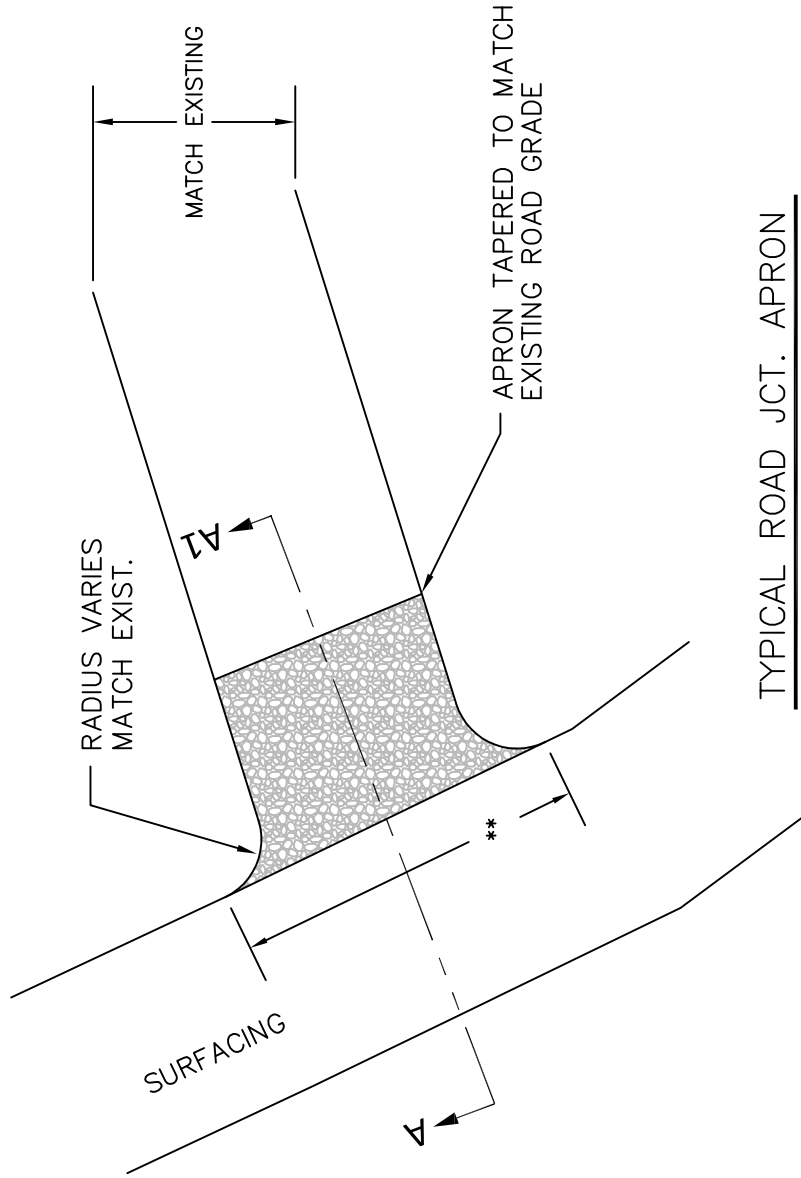 RADIUS VARIES
MATCH EXIST.
MATCH EXISTING
A1
SURFACING
**
A
APRON TAPERED TO MATCH
EXISTING ROAD GRADE
TYPICAL ROAD JCT. APRON